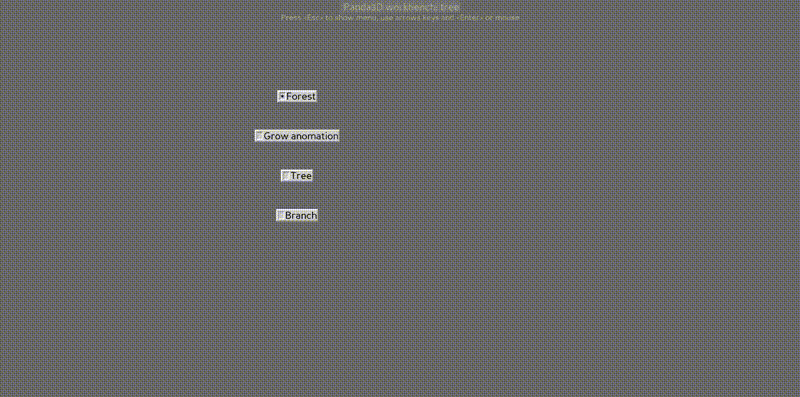 Panda3D workbench: tree
Press <Esc> to show menu, use arrows keys and <Enter> or mouse
Forest
Grow anomation
Tree
Branch